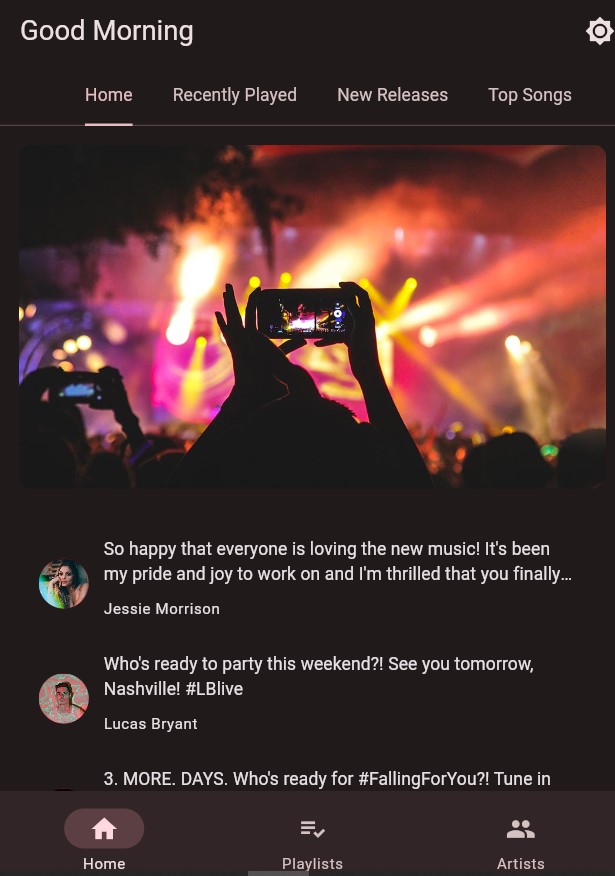 Good Morning
Home
Recently Played
New Releases
Top Songs
So happy that everyone is loving the new music! It's been
my pride and joy to work on and I'm thrilled that you finally...
Jessie Morrison
Who's ready to party this weekend?! See you tomorrow,
Nashville! #LBlive
Lucas Bryant
3. MORE. DAYS. Who's ready for #FallingForYou?! Tune in
Home
Playlists
Artists